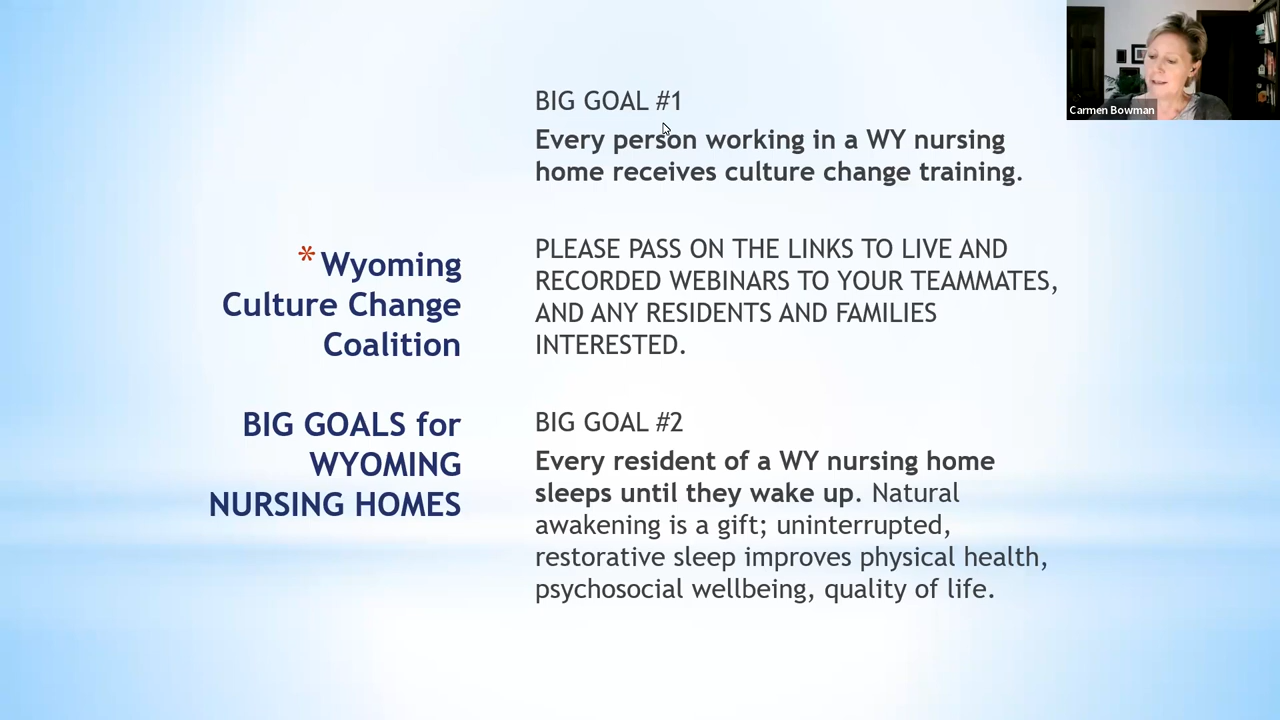 *Wyoming
Culture Change
Coalition
BIG GOALS for
WYOMING
NURSING HOMES
BIG GOAL #1
Every person working in a WY nursing
home receives culture change training.
PLEASE PASS ON THE LINKS TO LIVE AND
RECORDED WEBINARS TO YOUR TEAMMATES,
AND ANY RESIDENTS AND FAMILIES
INTERESTED.
BIG GOAL #2
Every resident of a WY nursing home
sleeps until they wake up. Natural
awakening is a gift; uninterrupted,
restorative sleep improves physical health,
psychosocial wellbeing, quality of life.
Carmen Bowman